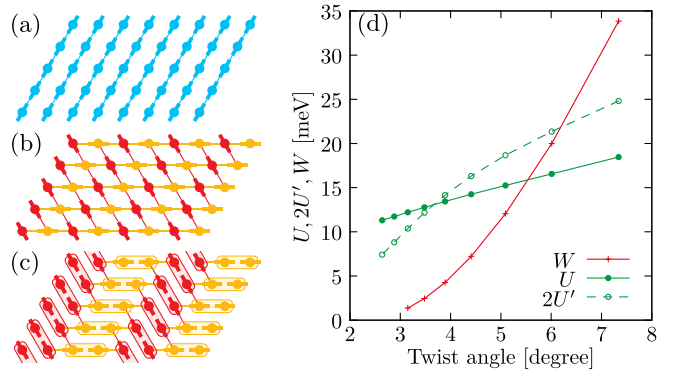 (a)
(b)
(c)
(d)
U, 2U′, W [meV]
35
30
25
20
15
10
5
0
W
U
2U′
2 3 4 5 6 7 8
Twist angle [degree]